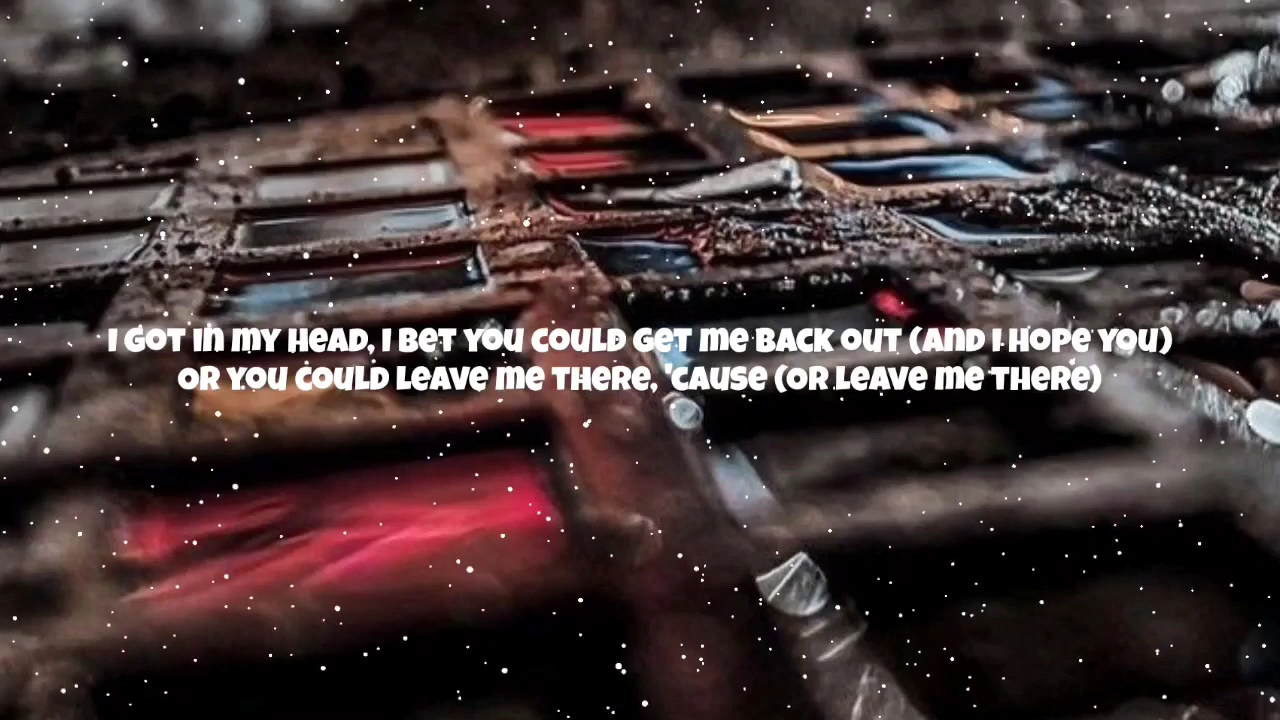 I GOT IN MY HEAD, I BET YOU COULD GET ME BACK OUT (AND I HOPE YOU)
OR YOU COULD LEAVE ME THERE, 'CAUSE (OR LEAVE ME THERE)